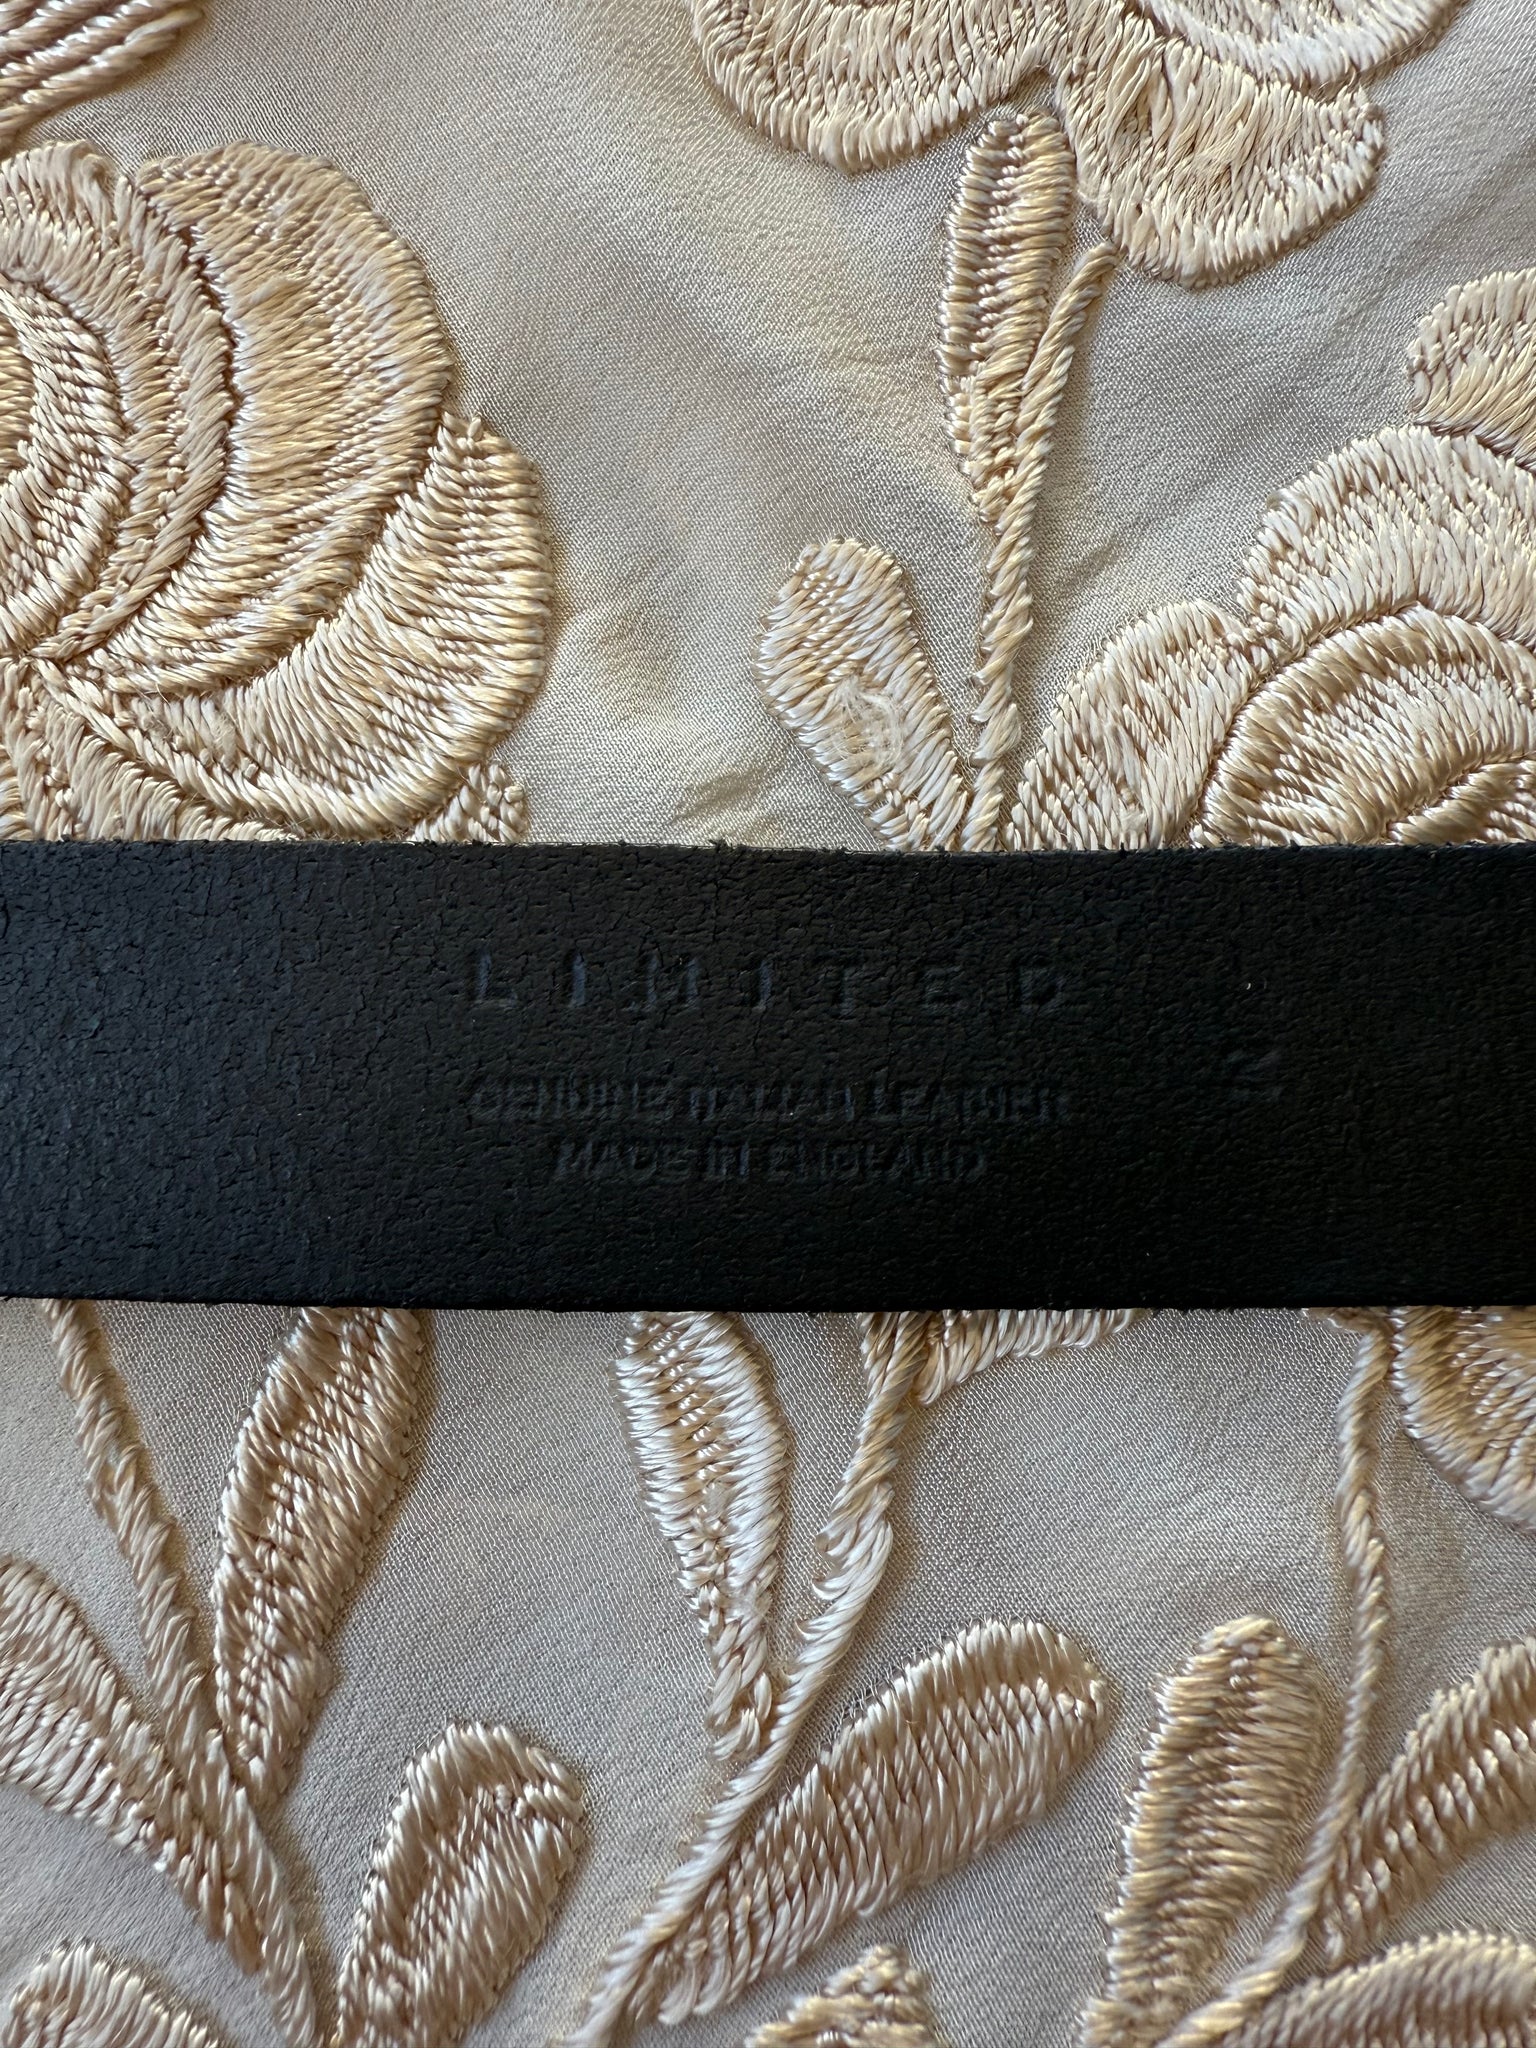 LIMITED
M
GENUINE ITALIAN LEATHER
MADE IN ENGLAND